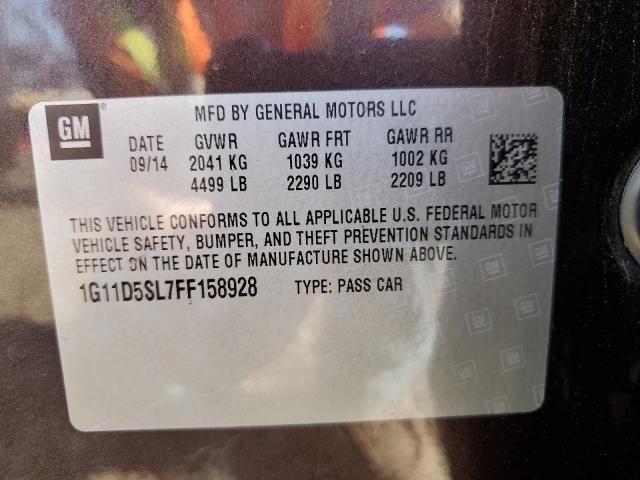 GM
MFD BY GENERAL MOTORS LLC
DATE GVWR GAWR FRT GAWR RR
09/14 2041 KG 1039 KG 1002 KG
4499 LB 2290 LB 2209 LB
THIS VEHICLE CONFORMS TO ALL APPLICABLE U.S. FEDERAL MOTOR
VEHICLE SAFETY, BUMPER, AND THEFT PREVENTION STANDARDS IN
EFFECT ON THE DATE OF MANUFACTURE SHOWN ABOVE.
1G11D5SL7FF158928 TYPE: PASS CAR